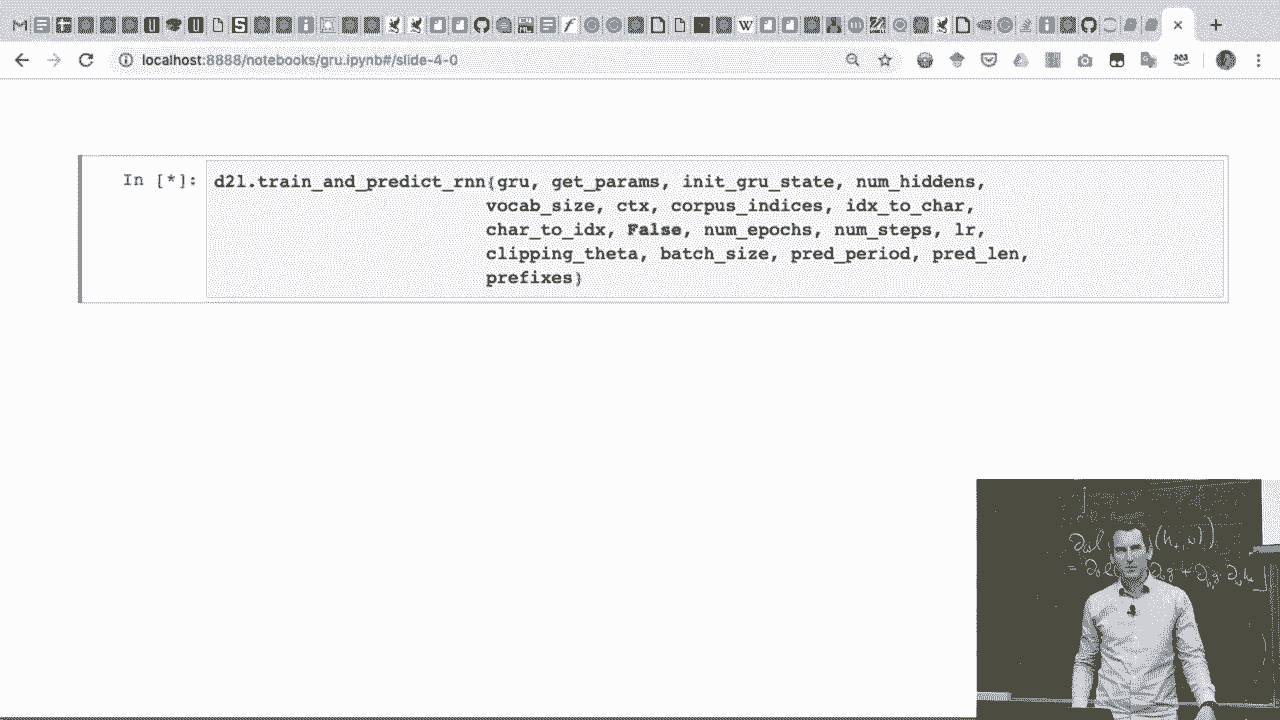 localhost:8888/notebooks/gru.ipynb#/slide-4-0
In [*]:
d2l.train_and_predict_rnn(gru, get_params, init_gru_state, num_hiddens,
vocab_size, ctx, corpus_indices, idx_to_char,
char_to_idx, False, num_epochs, num_steps, lr,
clipping_theta, batch_size, pred_period, pred_len,
prefixes)